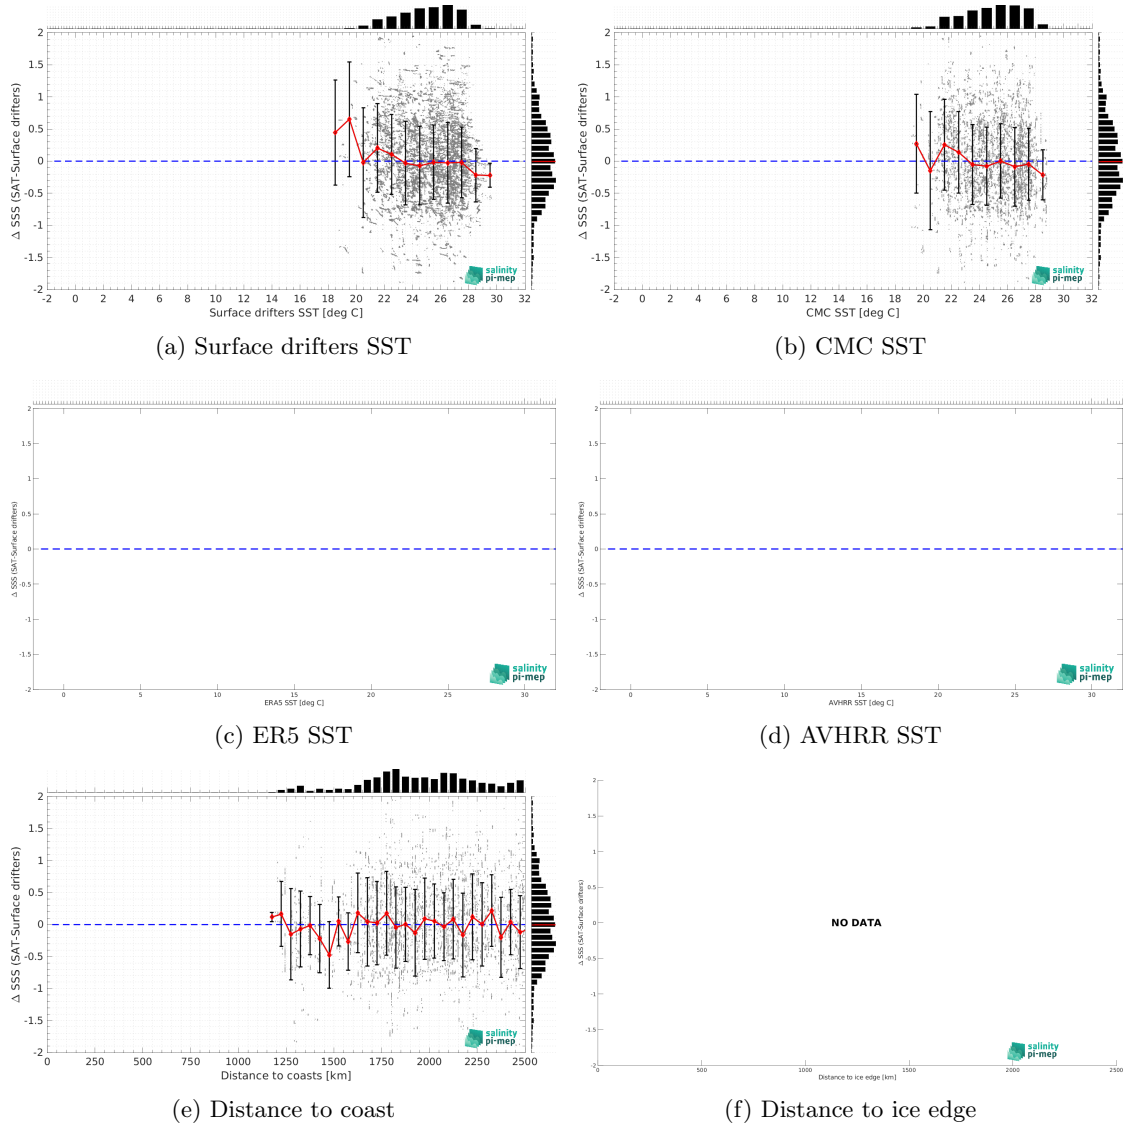 2
1.5
1
0.5
0
-0.5
-1
-1.5
-2
Δ SSS (SAT-Surface drifters)
salinity
pi-mep
-2 0 2 4 6 8 10 12 14 16 18 20 22 24 26 28 30 32
Surface drifters SST [deg C]
(a) Surface drifters SST
2
1.5
1
0.5
0
-0.5
-1
-1.5
-2
Δ SSS (SAT-Surface drifters)
salinity
pi-mep
-2 0 2 4 6 8 10 12 14 16 18 20 22 24 26 28 30 32
CMC SST [deg C]
(b) CMC SST
2
1.5
1
0.5
0
-0.5
-1
-1.5
-2
Δ SSS (SAT-Surface drifters)
salinity
pi-mep
0 5 10 15 20 25 30
ERA5 SST [deg C]
(c) ER5 SST
2
1.5
1
0.5
0
-0.5
-1
-1.5
-2
Δ SSS (SAT-Surface drifters)
salinity
pi-mep
0 5 10 15 20 25 30
AVHRR SST [deg C]
(d) AVHRR SST
2
1.5
1
0.5
0
-0.5
-1
-1.5
-2
Δ SSS (SAT-Surface drifters)
salinity
pi-mep
0 250 500 750 1000 1250 1500 1750 2000 2250 2500
Distance to coasts [km]
(e) Distance to coast
2
1.5
1
0.5
0
-0.5
-1
-1.5
-2
Δ SSS (SAT-Surface drifters)
NO DATA
salinity
pi-mep
0 500 1000 1500 2000 2500
Distance to ice edge [km]
(f) Distance to ice edge